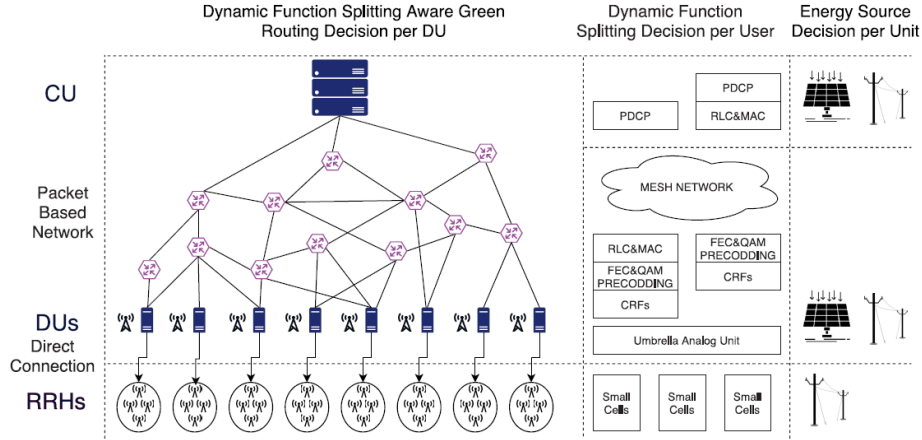 Dynamic Function Splitting Aware Green
Routing Decision per DU
Dynamic Function
Splitting Decision per User
Energy Source
Decision per Unit
CU
PDCP
PDCP
RLC&MAC
Packet
Based
Network
MESH NETWORK
RLC&MAC
FEC&QAM
PRECODDING
CRFs
FEC&QAM
PRECODDING
CRFs
DUs
Direct
Connection
Umbrella Analog Unit
RRHs
Small
Cells
Small
Cells
Small
Cells